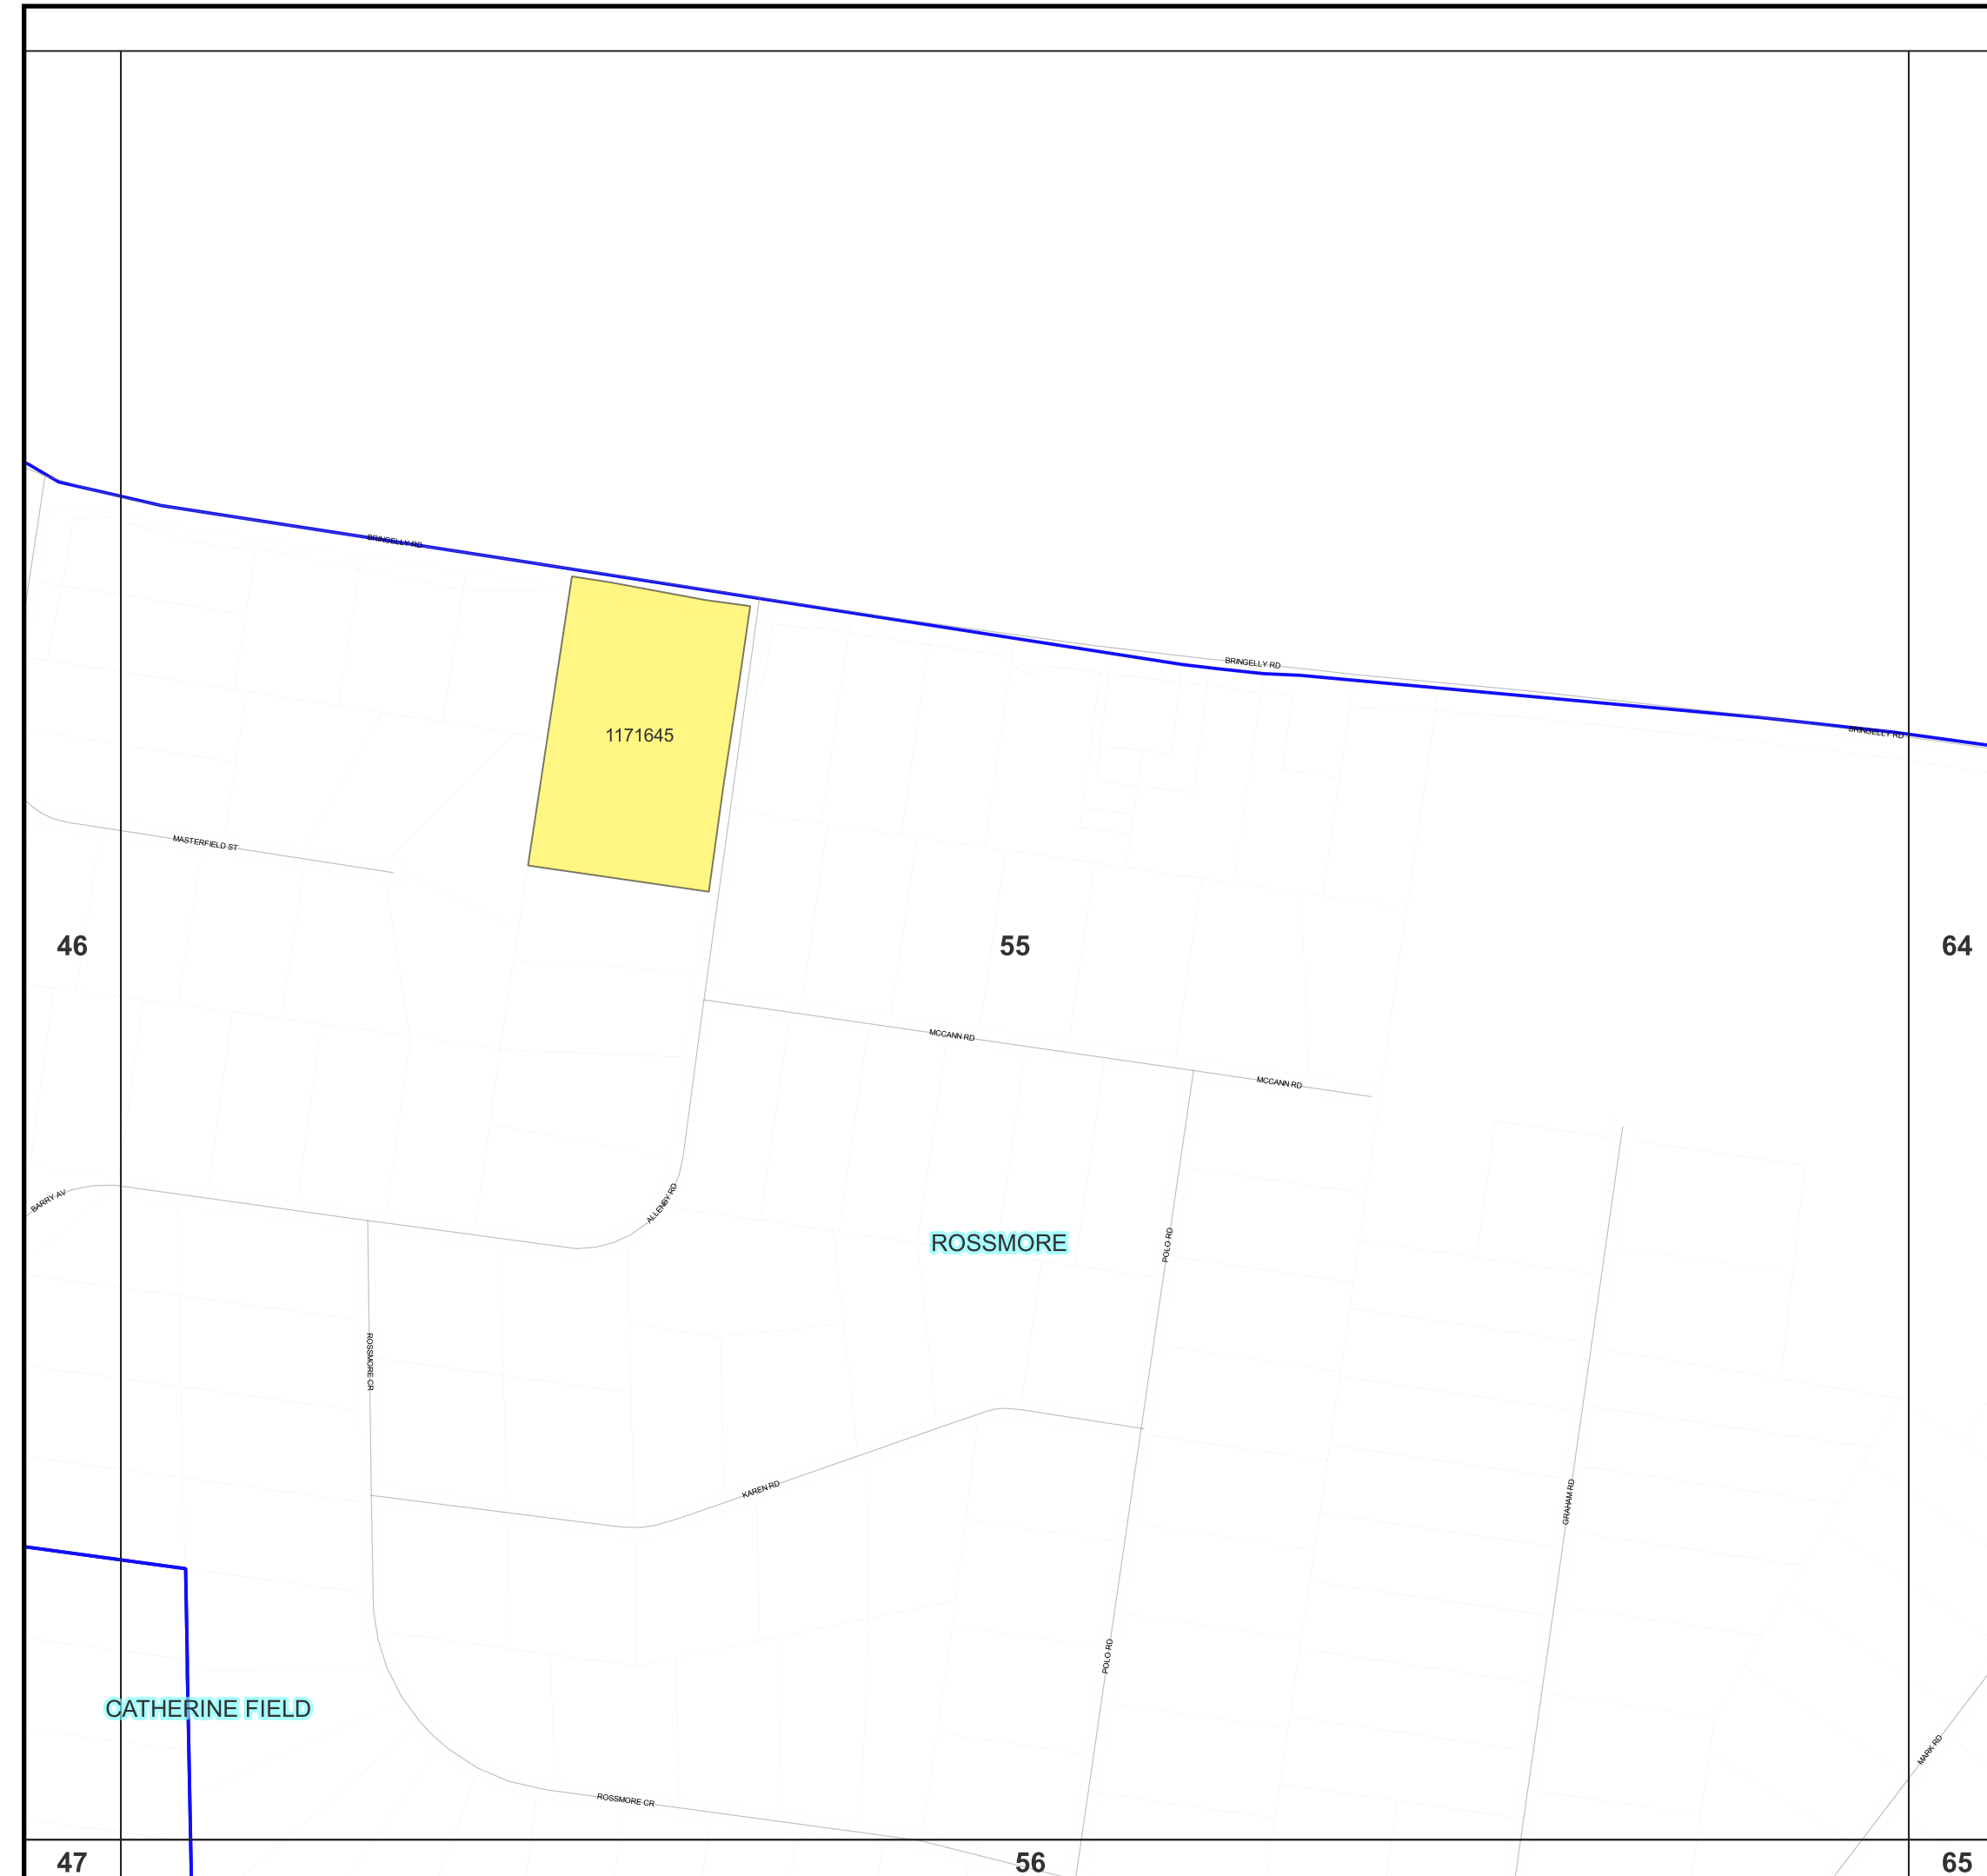 BRINGELLY RD
BRINGELLY RD
BRINGELLY RD
1171645
MASTERFIELD ST
46
55
64
MCCANN RD
MCCANN RD
BARRY AV
ALLENBY RD
ROSSMORE
POLO RD
ROSSMORE CR
KAREN RD
GRAHAM RD
POLO RD
CATHERINE FIELD
MARK RD
ROSSMORE CR
47
56
65